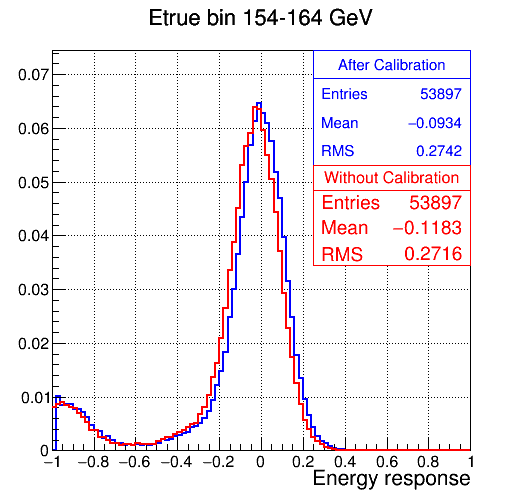 Etrue bin 154-164 GeV
After Calibration
Entries 53897
Mean −0.0934
RMS 0.2742
Without Calibration
Entries 53897
Mean −0.1183
RMS 0.2716
0.07
0.06
0.05
0.04
0.03
0.02
0.01
0
−1 −0.8 −0.6 −0.4 −0.2 0 0.2 0.4 0.6 0.8 1
Energy response